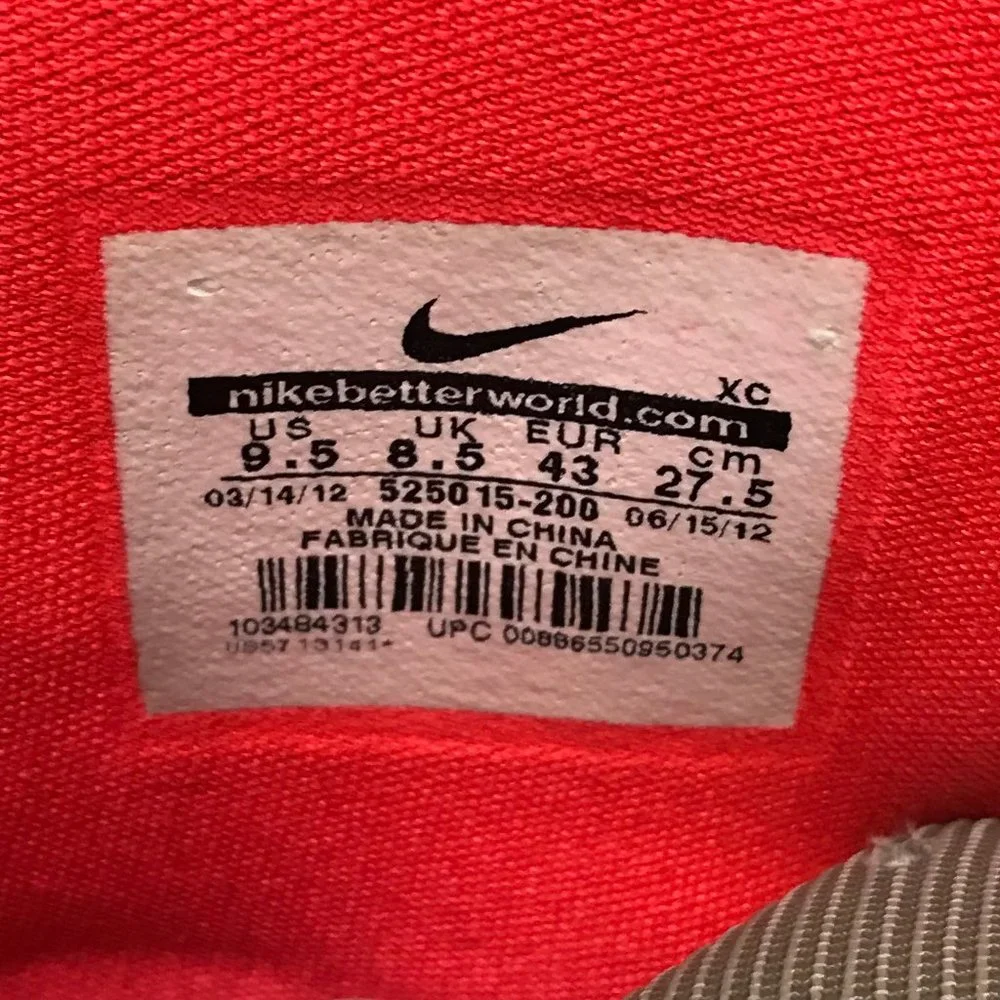 XC
nikebetterworld.com
US UK EUR cm
9.5 8.5 43 27.5
03/14/12 525015-200 06/15/12
MADE IN CHINA
FABRIQUE EN CHINE
103484313 UPC 00886550950374